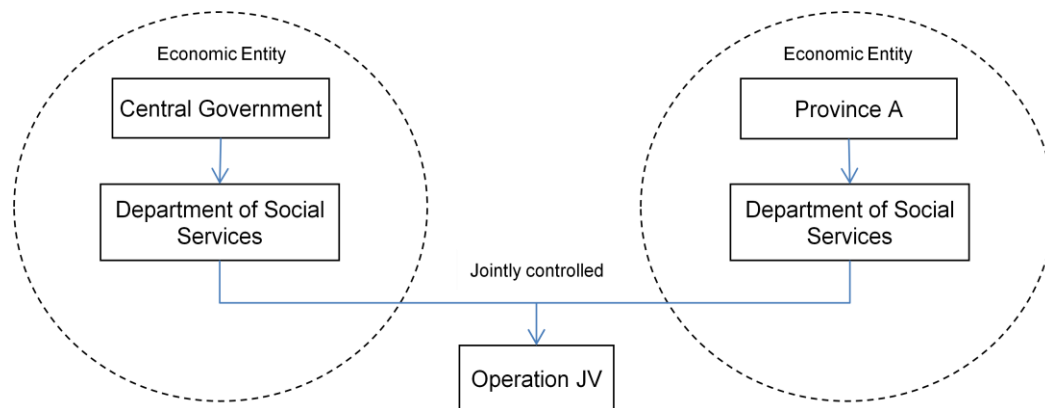 Economic Entity
Economic Entity
Central Government
Province A
Department of Social
Services
Department of Social
Services
Jointly controlled
Operation JV